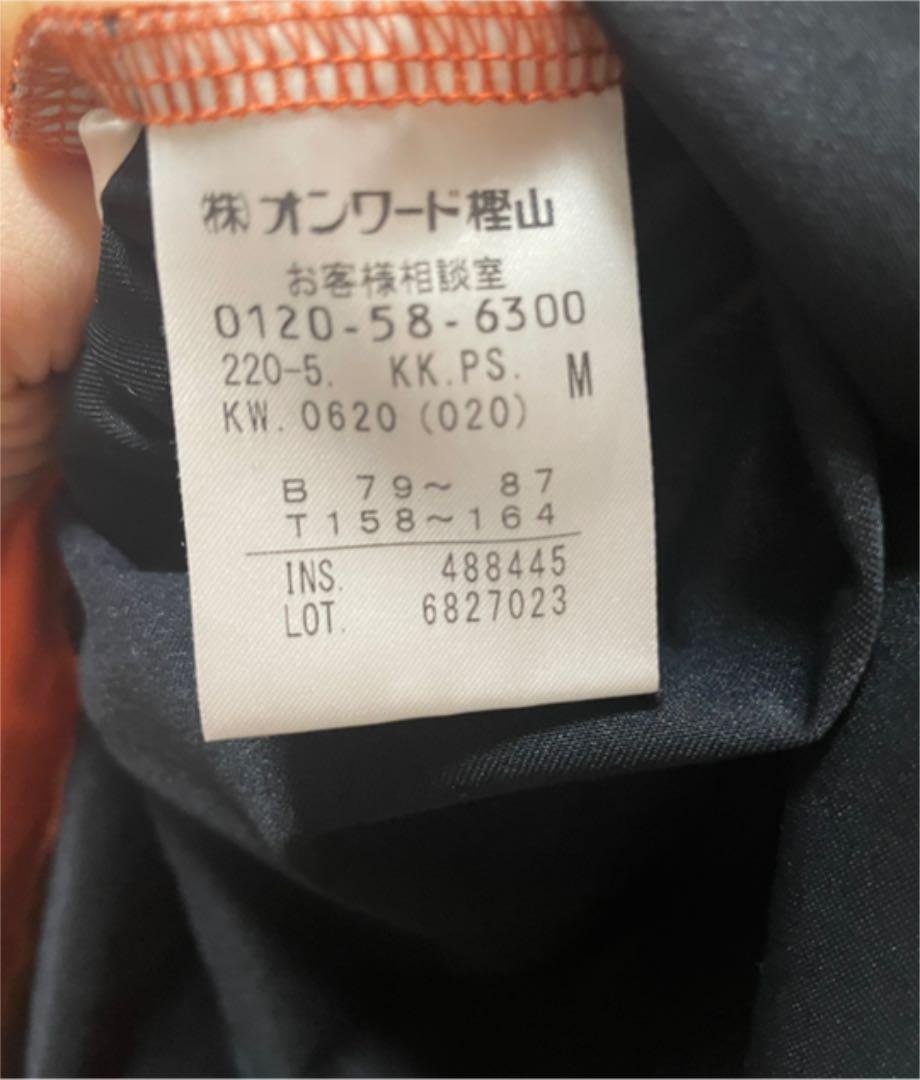 ㈱オンワード樫山
お客様相談室
0120-58-6300
220-5. KK.PS. M
KW. 0620 (020)
B 79～ 87
T158～164
INS. 488445
LOT. 6827023